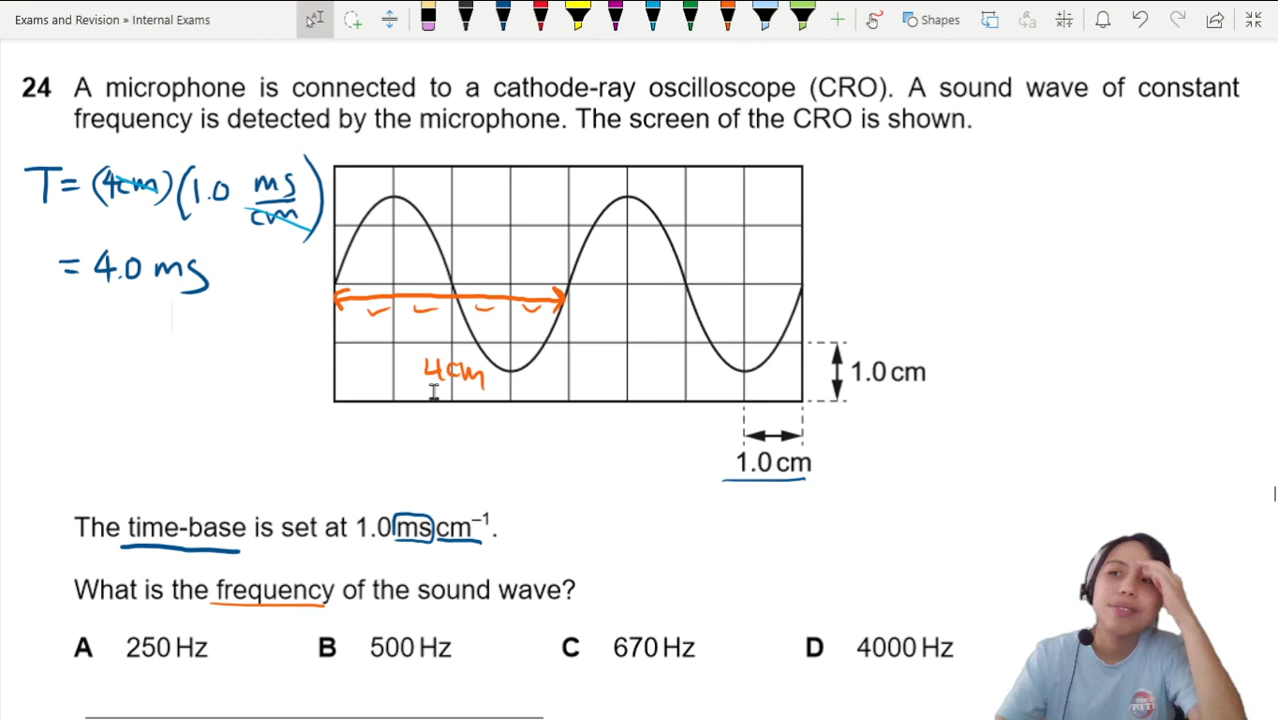 Exams and Revision » Internal Exams
Shapes
24 A microphone is connected to a cathode-ray oscilloscope (CRO). A sound wave of constant
frequency is detected by the microphone. The screen of the CRO is shown.
T = (4cm)(1.0 ms/cm)
= 4.0 ms
4cm
1.0 cm
1.0 cm
The time-base is set at 1.0 ms cm⁻¹.
What is the frequency of the sound wave?
A 250 Hz B 500 Hz C 670 Hz D 4000 Hz